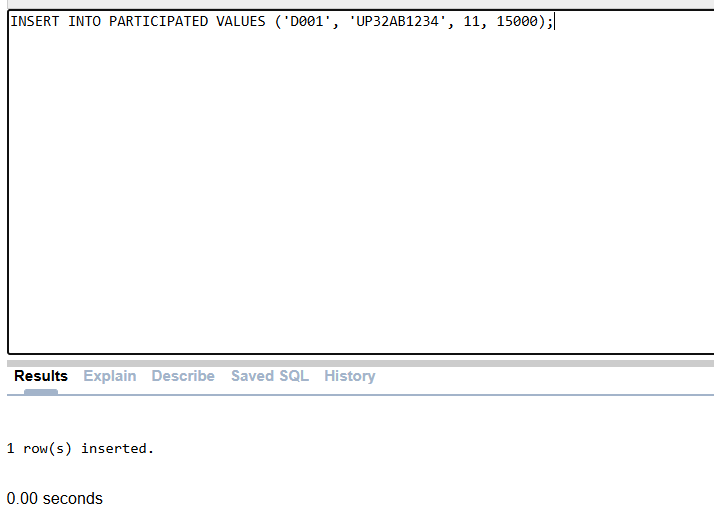 INSERT INTO PARTICIPATED VALUES ('D001', 'UP32AB1234', 11, 15000);
Results Explain Describe Saved SQL History
1 row(s) inserted.
0.00 seconds